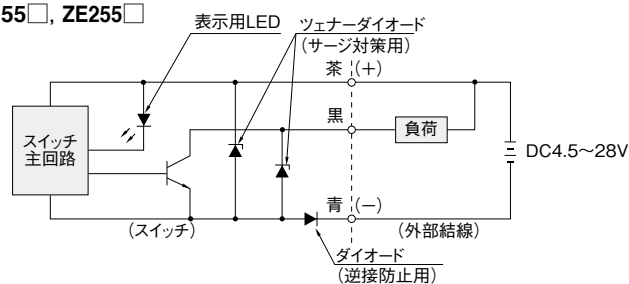 55□, ZE255□
表示用LED
ツェナーダイオード
(サージ対策用)
茶 (+)
黒
負荷
スイッチ
主回路
DC4.5~28V
青 (−)
(スイッチ)
(外部結線)
ダイオード
(逆接防止用)